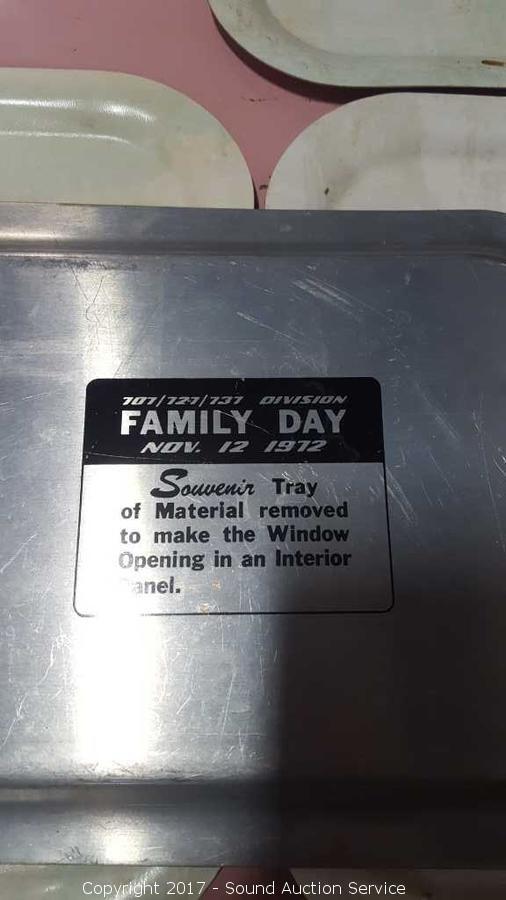 707/727/737 DIVISION
FAMILY DAY
NOV. 12 1972
Souvenir Tray
of Material removed
to make the Window
Opening in an Interior
anel.
Copyright 2017 - Sound Auction Service